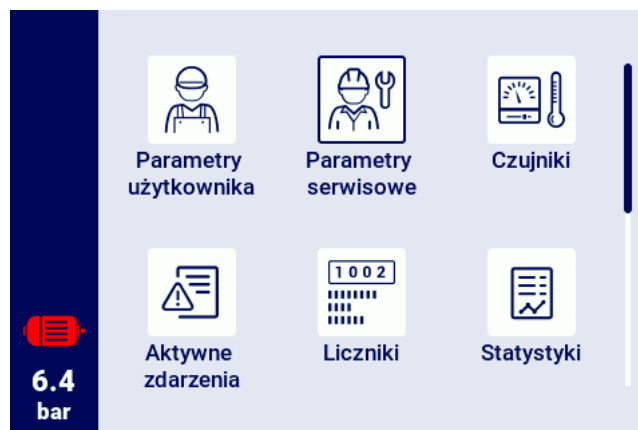 Parametry
użytkownika
Parametry
serwisowe
Czujniki
1002
Aktywne
zdarzenia
Liczniki
Statystyki
6.4
bar